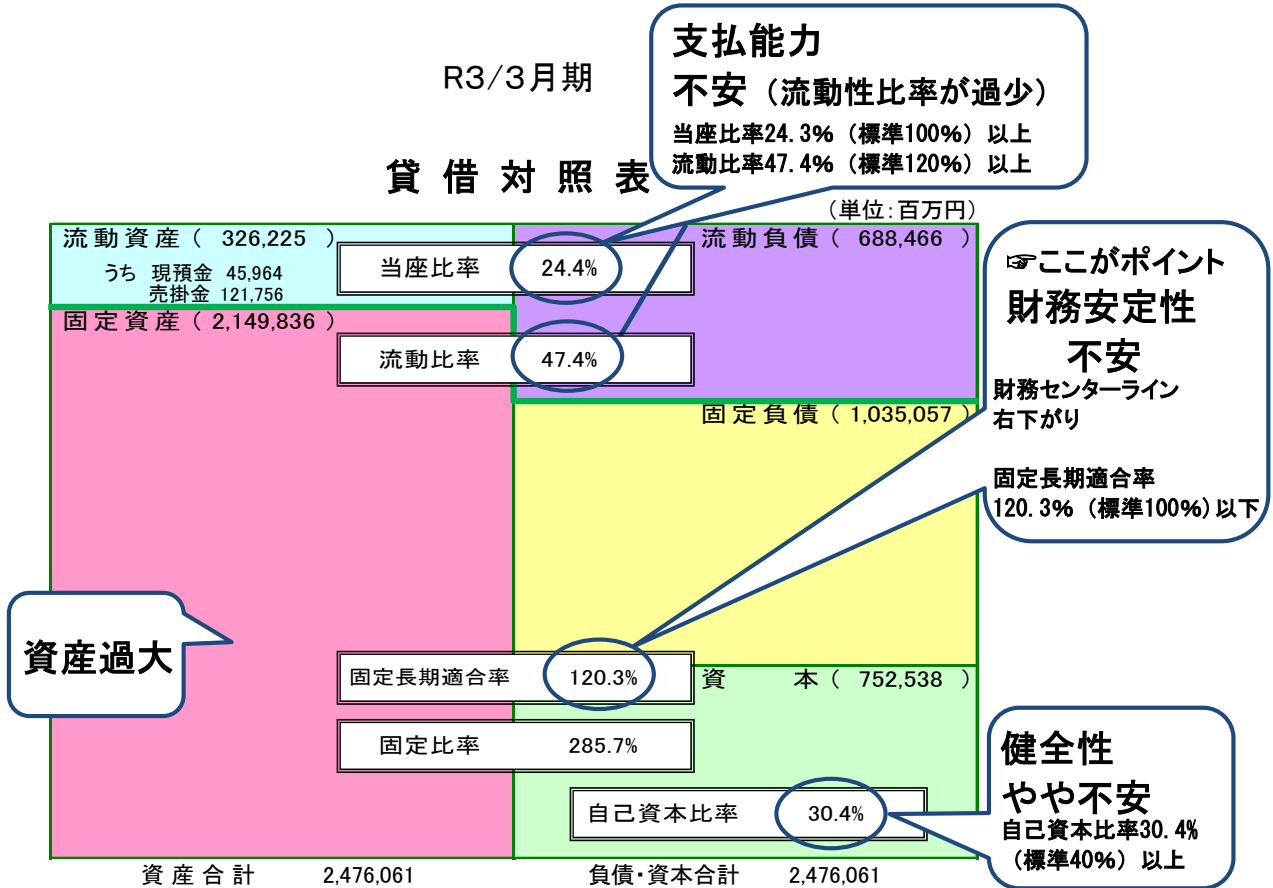 R3/3月期
貸借対照表
支払能力
不安（流動性比率が過少）
当座比率24.3%（標準100%）以上
流動比率47.4%（標準120%）以上
（単位：百万円）
流動資産（ 326,225 ）
うち 現預金 45,964
売掛金 121,756
流動負債（ 688,466 ）
当座比率 24.4%
固定資産（ 2,149,836 ）
流動比率 47.4%
固定負債（ 1,035,057 ）
☞ここがポイント
財務安定性
不安
財務センターライン
右下がり
固定長期適合率
120.3%（標準100%）以下
資産過大
固定長期適合率 120.3%
資 本（ 752,538 ）
固定比率 285.7%
自己資本比率 30.4%
健全性
やや不安
自己資本比率30.4%
（標準40%）以上
資産合計 2,476,061
負債・資本合計 2,476,061